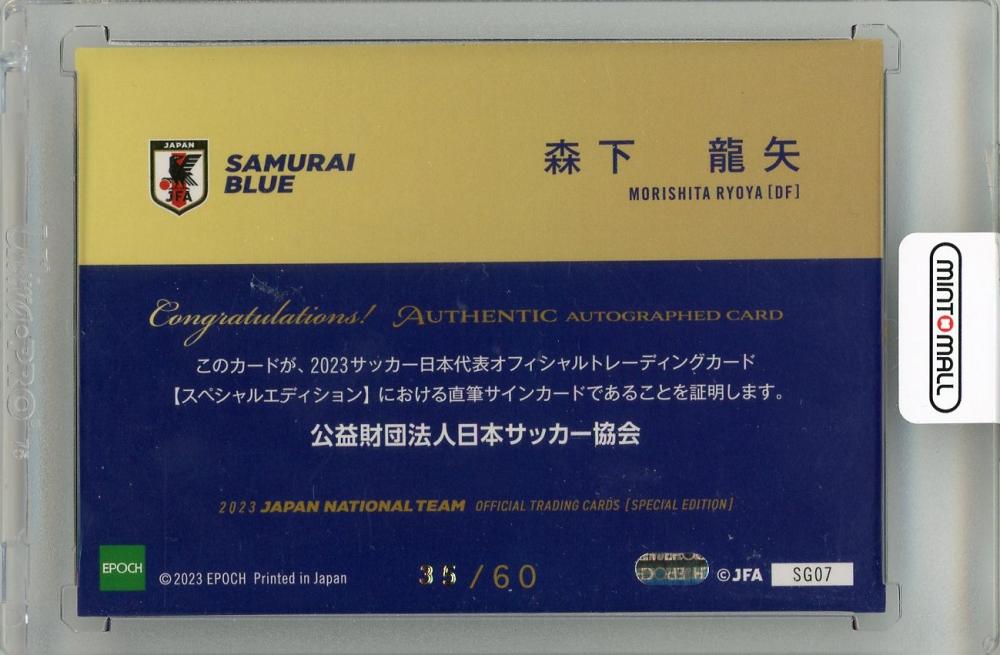 JAPAN
JFA
SAMURAI
BLUE
森下 龍矢
MORISHITA RYOYA [DF]
Congratulations! AUTHENTIC AUTOGRAPHED CARD
このカードが、2023サッカー日本代表オフィシャルトレーディングカード
【スペシャルエディション】における直筆サインカードであることを証明します。
公益財団法人日本サッカー協会
2023 JAPAN NATIONAL TEAM OFFICIAL TRADING CARDS [SPECIAL EDITION]
EPOCH
©2023 EPOCH Printed in Japan
35/60
©JFA
SG07
MINT MALL